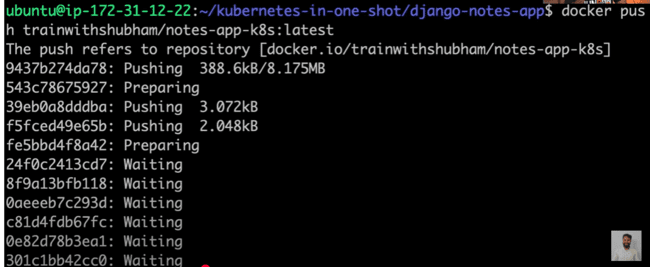 ubuntu@ip-172-31-12-22:~/kubernetes-in-one-shot/django-notes-app$ docker pus
h trainwithshubham/notes-app-k8s:latest
The push refers to repository [docker.io/trainwithshubham/notes-app-k8s]
9437b274da78: Pushing  388.6kB/8.175MB
543c78675927: Preparing
39eb0a8dddba: Pushing  3.072kB
f5fced49e65b: Pushing  2.048kB
fe5bbd4f8a42: Preparing
24f0c2413cd7: Waiting
8f9a13bfb118: Waiting
0aeeeb7c293d: Waiting
c81d4fdb67fc: Waiting
0e82d78b3ea1: Waiting
301c1bb42cc0: Waiting